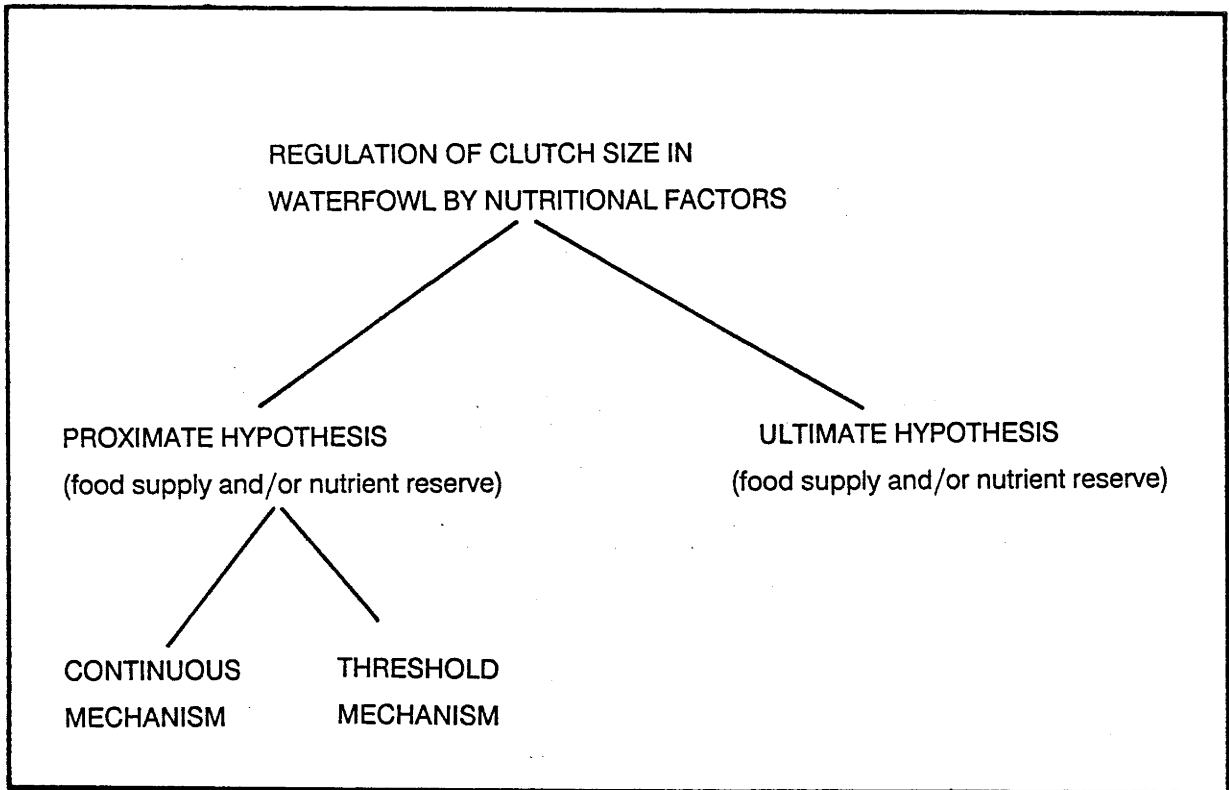 REGULATION OF CLUTCH SIZE IN
WATERFOWL BY NUTRITIONAL FACTORS
PROXIMATE HYPOTHESIS
(food supply and/or nutrient reserve)
ULTIMATE HYPOTHESIS
(food supply and/or nutrient reserve)
CONTINUOUS
MECHANISM
THRESHOLD
MECHANISM